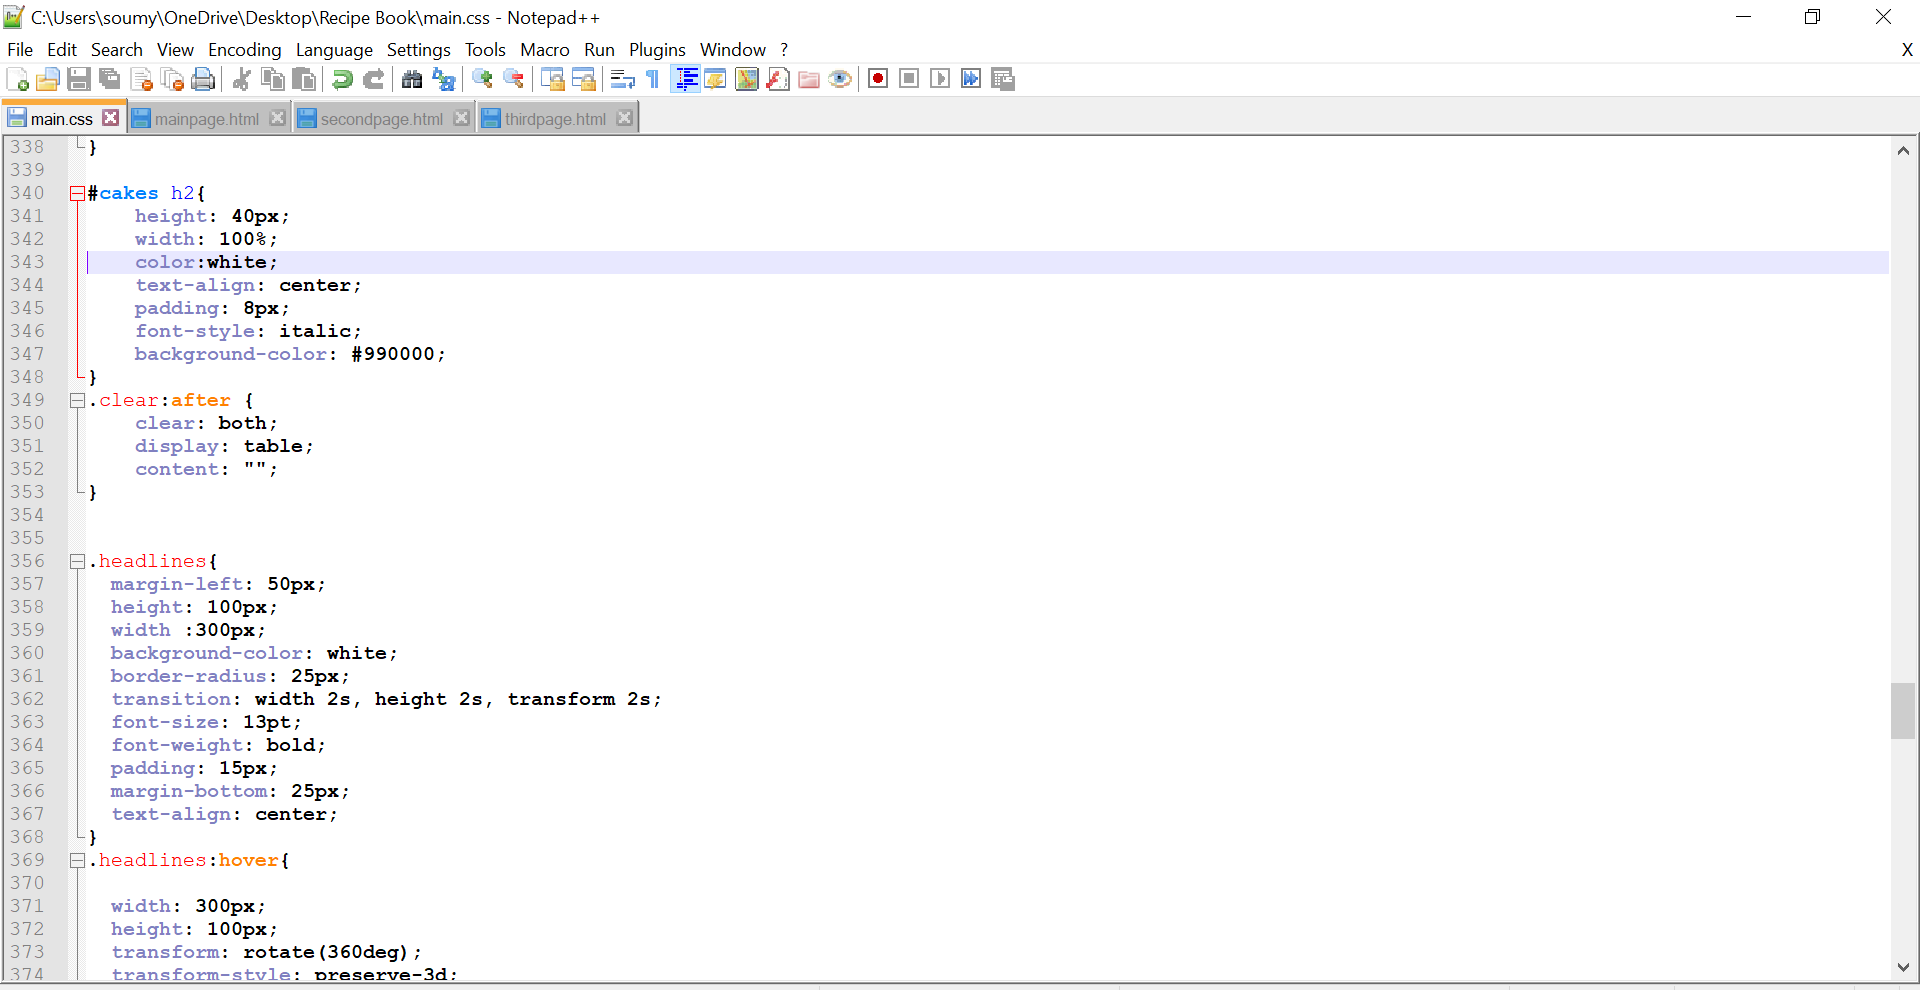 C:\Users\soumy\OneDrive\Desktop\Recipe Book\main.css - Notepad++
File Edit Search View Encoding Language Settings Tools Macro Run Plugins Window ? X
main.css mainpage.html secondpage.html thirdpage.html
338 }
339
340 #cakes h2{
341 height: 40px;
342 width: 100%;
343 color:white;
344 text-align: center;
345 padding: 8px;
346 font-style: italic;
347 background-color: #990000;
348 }
349 .clear:after {
350 clear: both;
351 display: table;
352 content: "";
353 }
354
355
356 .headlines{
357 margin-left: 50px;
358 height: 100px;
359 width :300px;
360 background-color: white;
361 border-radius: 25px;
362 transition: width 2s, height 2s, transform 2s;
363 font-size: 13pt;
364 font-weight: bold;
365 padding: 15px;
366 margin-bottom: 25px;
367 text-align: center;
368 }
369 .headlines:hover{
370
371 width: 300px;
372 height: 100px;
373 transform: rotate(360deg);
374 transform-style: preserve-3d;